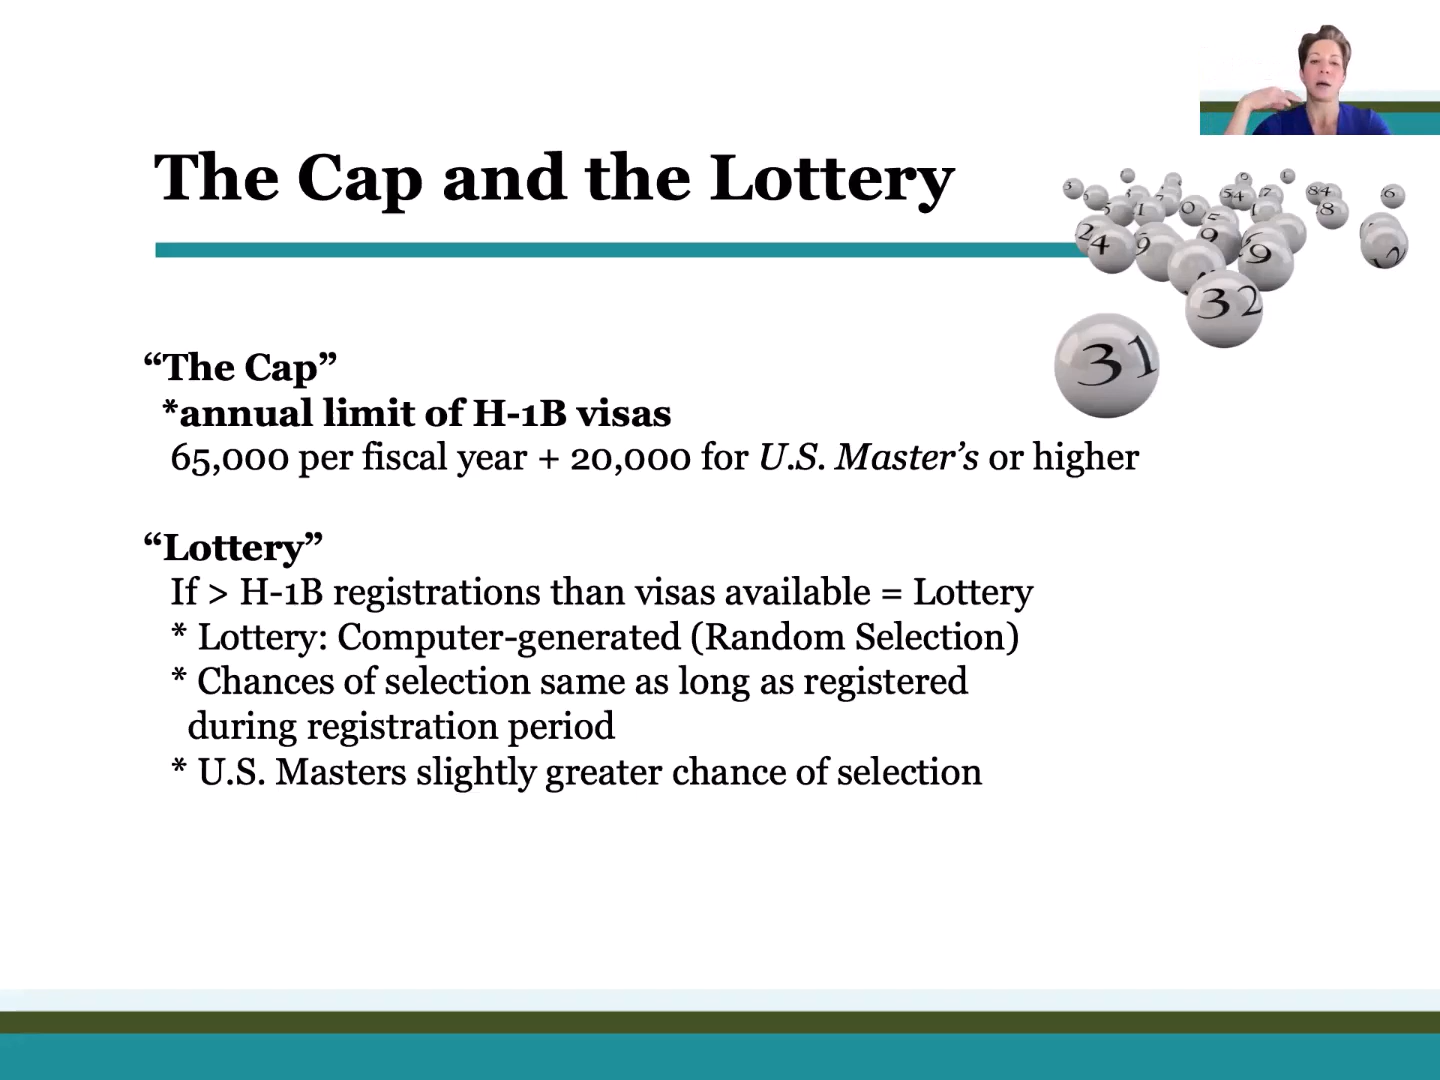 The Cap and the Lottery
“The Cap”
*annual limit of H-1B visas
65,000 per fiscal year + 20,000 for U.S. Master’s or higher
“Lottery”
If > H-1B registrations than visas available = Lottery
* Lottery: Computer-generated (Random Selection)
* Chances of selection same as long as registered
during registration period
* U.S. Masters slightly greater chance of selection
31
32